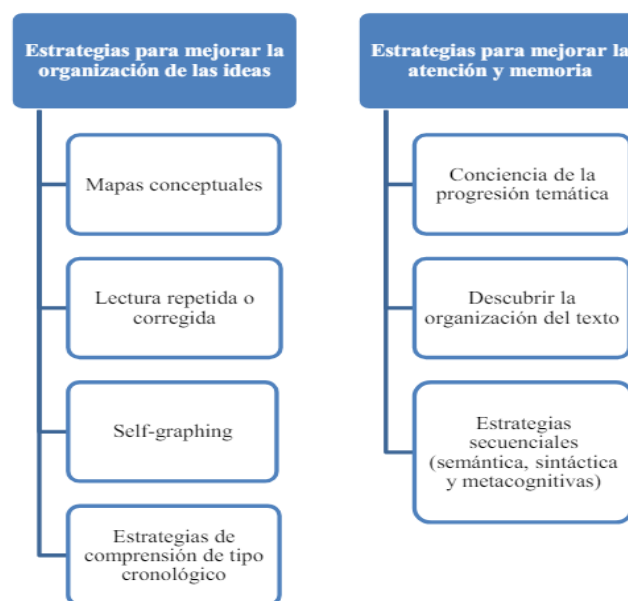 Estrategias para mejorar la
organización de las ideas
Mapas conceptuales
Lectura repetida o
corregida
Self-graphing
Estrategias de
comprensión de tipo
cronológico
Estrategias para mejorar la
atención y memoria
Conciencia de la
progresión temática
Descubrir la
organización del texto
Estrategias
secuenciales
(semántica, sintáctica
y metacognitivas)